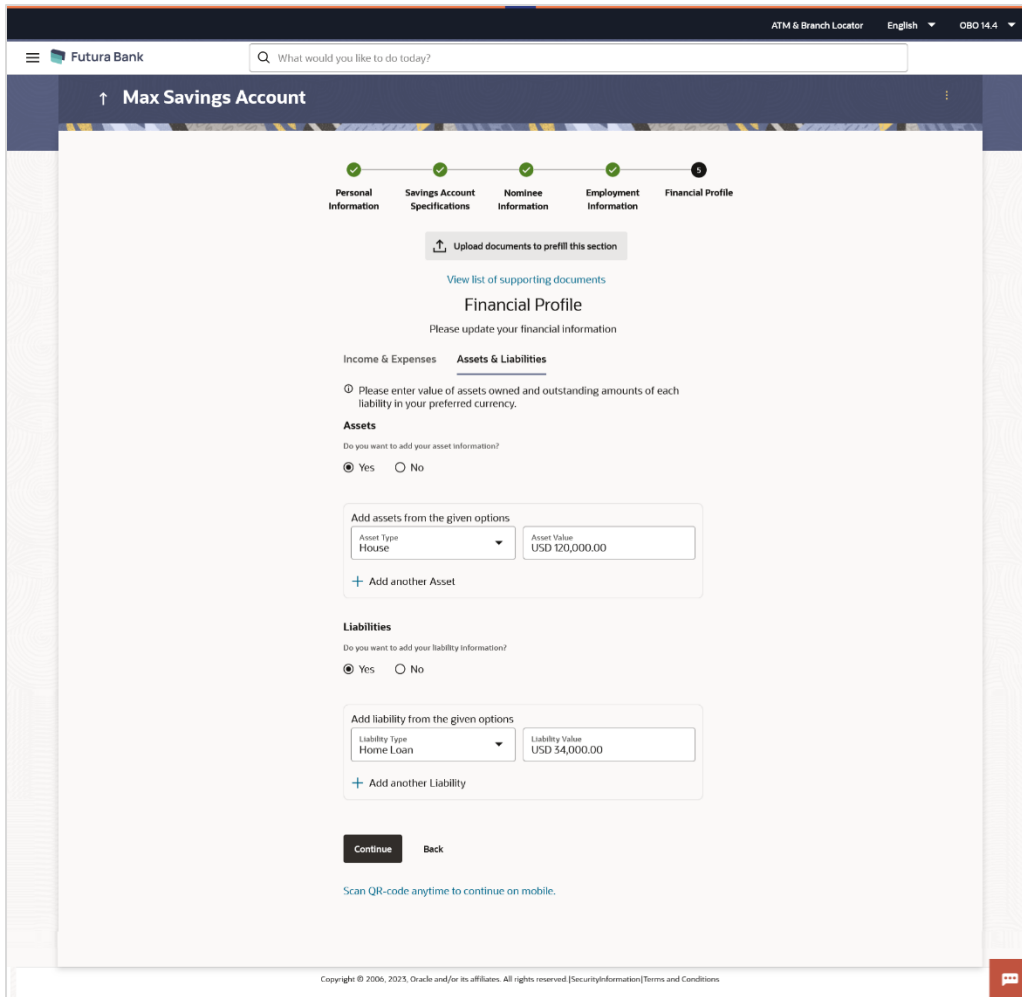 ATM & Branch Locator English OBO 14.4
Futura Bank What would you like to do today?
Max Savings Account
5
Personal Information Savings Account Specifications Nominee Information Employment Information Financial Profile
Upload documents to prefill this section
View list of supporting documents
Financial Profile
Please update your financial information
Income & Expenses Assets & Liabilities
Please enter value of assets owned and outstanding amounts of each
liability in your preferred currency.
Assets
Do you want to add your asset information?
Yes No
Add assets from the given options
Asset Type Asset Value
House USD 120,000.00
Add another Asset
Liabilities
Do you want to add your liability information?
Yes No
Add liability from the given options
Liability Type Liability Value
Home Loan USD 34,000.00
Add another Liability
Continue Back
Scan QR-code anytime to continue on mobile.
Copyright © 2006, 2023, Oracle and/or its affiliates. All rights reserved.|SecurityInformation|Terms and Conditions